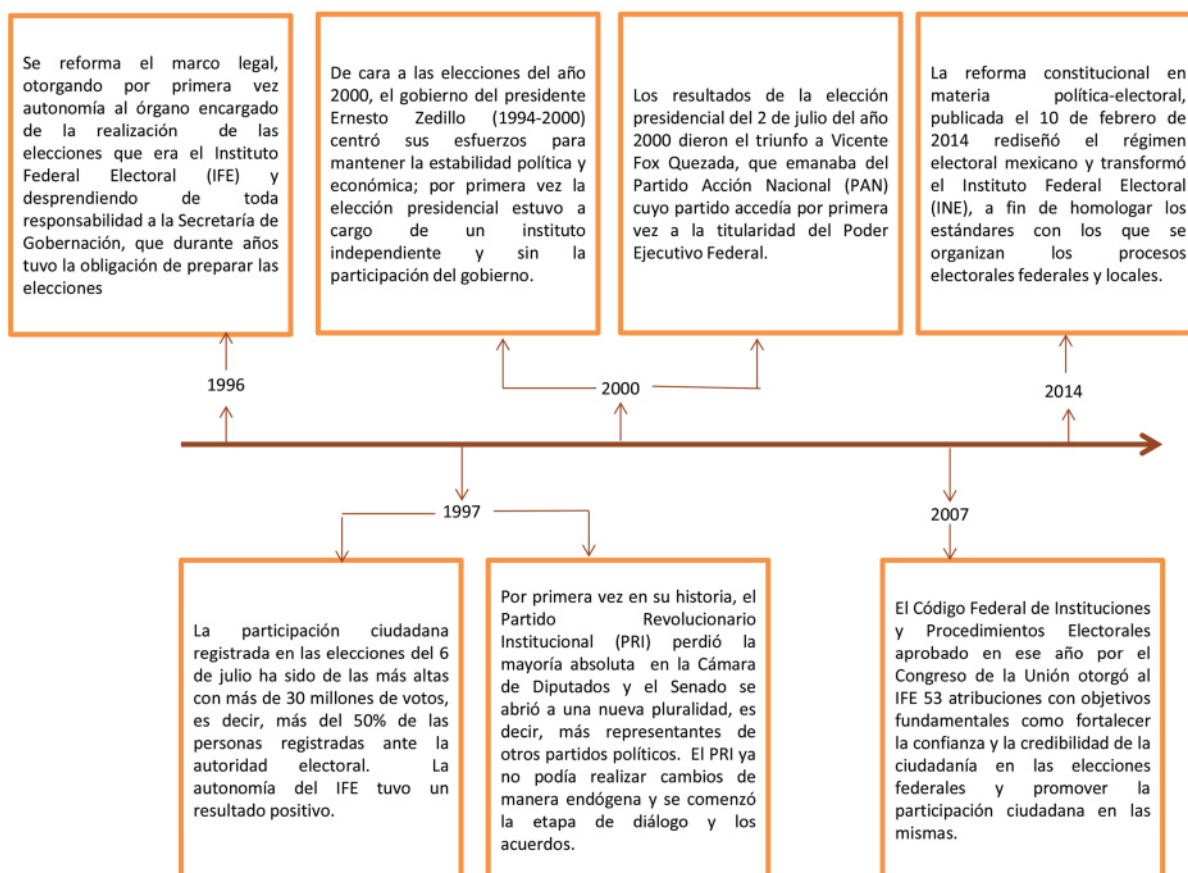 Se reforma el marco legal,
otorgando por primera vez
autonomía al órgano encargado
de la realización de las
elecciones que era el Instituto
Federal Electoral (IFE) y
desprendiendo de toda
responsabilidad a la Secretaría de
Gobernación, que durante años
tuvo la obligación de preparar las
elecciones
De cara a las elecciones del año
2000, el gobierno del presidente
Ernesto Zedillo (1994-2000)
centró sus esfuerzos para
mantener la estabilidad política y
económica; por primera vez la
elección presidencial estuvo a
cargo de un instituto
independiente y sin la
participación del gobierno.
Los resultados de la elección
presidencial del 2 de julio del año
2000 dieron el triunfo a Vicente
Fox Quezada, que emanaba del
Partido Acción Nacional (PAN)
cuyo partido accedía por primera
vez a la titularidad del Poder
Ejecutivo Federal.
La reforma constitucional en
materia política-electoral,
publicada el 10 de febrero de
2014 rediseñó el régimen
electoral mexicano y transformó
el Instituto Federal Electoral
(INE), a fin de homologar los
estándares con los que se
organizan los procesos
electorales federales y locales.
1996
2000
2014
1997
2007
La participación ciudadana
registrada en las elecciones del 6
de julio ha sido de las más altas
con más de 30 millones de votos,
es decir, más del 50% de las
personas registradas ante la
autoridad electoral. La
autonomía del IFE tuvo un
resultado positivo.
Por primera vez en su historia, el
Partido Revolucionario
Institucional (PRI) perdió la
mayoría absoluta en la Cámara
de Diputados y el Senado se
abrió a una nueva pluralidad, es
decir, más representantes de
otros partidos políticos. El PRI ya
no podía realizar cambios de
manera endógena y se comenzó
la etapa de diálogo y los
acuerdos.
El Código Federal de Instituciones
y Procedimientos Electorales
aprobado en ese año por el
Congreso de la Unión otorgó al
IFE 53 atribuciones con objetivos
fundamentales como fortalecer
la confianza y la credibilidad de la
ciudadanía en las elecciones
federales y promover la
participación ciudadana en las
mismas.